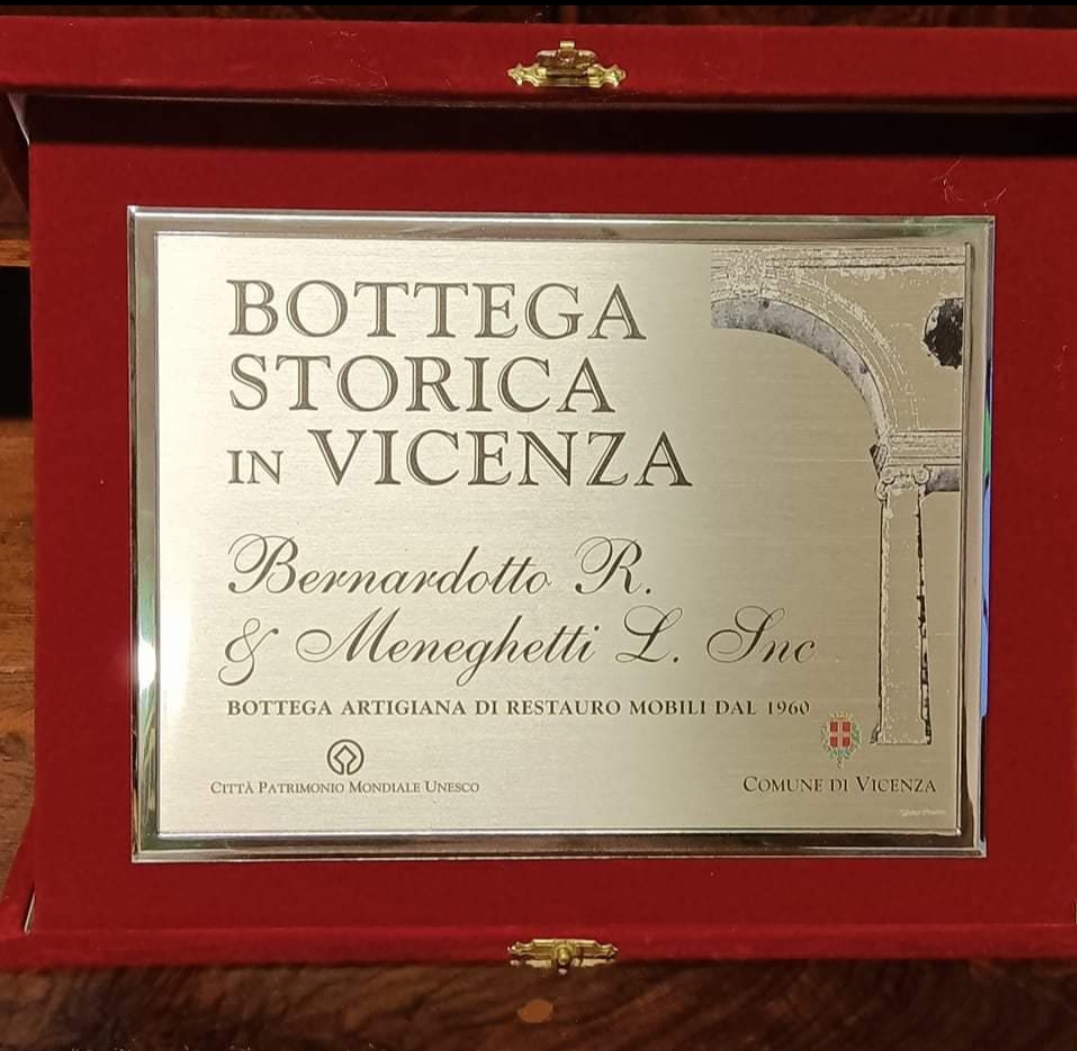 BOTTEGA
STORICA
IN VICENZA
Bernardotto R.
& Meneghetti L. Snc
BOTTEGA ARTIGIANA DI RESTAURO MOBILI DAL 1960
CITTÀ PATRIMONIO MONDIALE UNESCO
COMUNE DI VICENZA